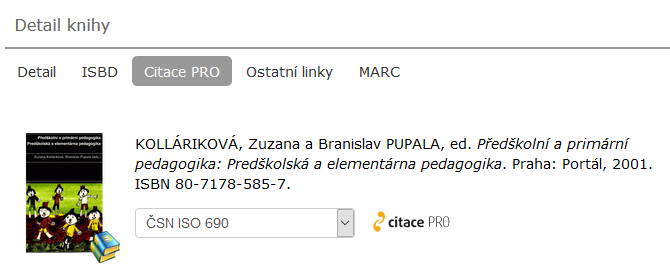 Detail knihy
Detail ISBD Citace PRO Ostatní linky MARC
Předškolní a primární pedagogika
Predškolská a elementárna pedagogika
Zuzana Kolláriková, Branislav Pupala (eds.)
KOLLÁRIKOVÁ, Zuzana a Branislav PUPALA, ed. Předškolní a primární
pedagogika: Predškolská a elementárna pedagogika. Praha: Portál, 2001.
ISBN 80-7178-585-7.
ČSN ISO 690
citace PRO